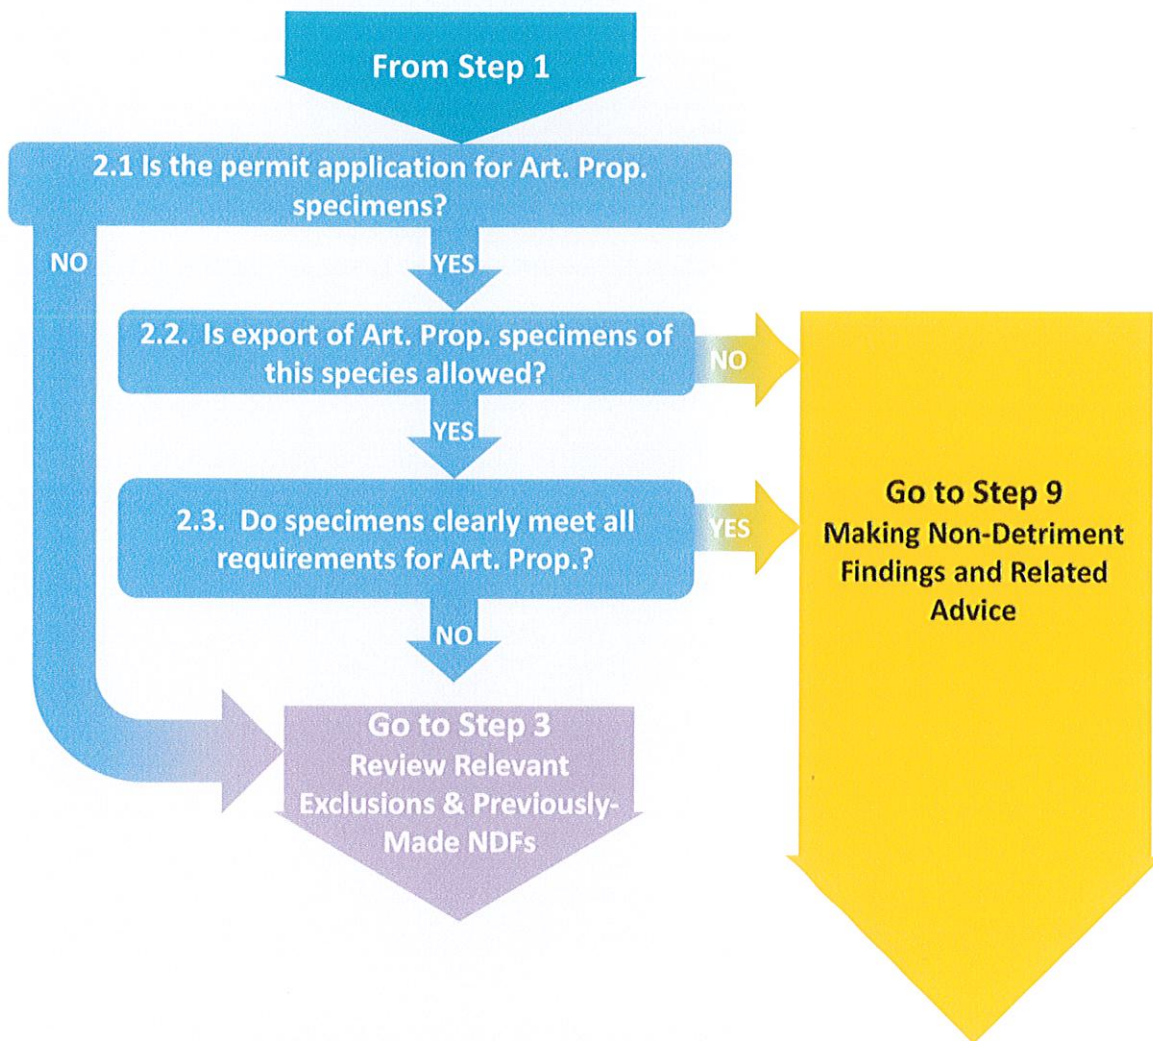 From Step 1
2.1 Is the permit application for Art. Prop.
specimens?
NO
YES
2.2. Is export of Art. Prop. specimens of
this species allowed?
NO
YES
2.3. Do specimens clearly meet all
requirements for Art. Prop.?
YES
NO
Go to Step 3
Review Relevant
Exclusions & Previously-
Made NDFs
Go to Step 9
Making Non-Detriment
Findings and Related
Advice